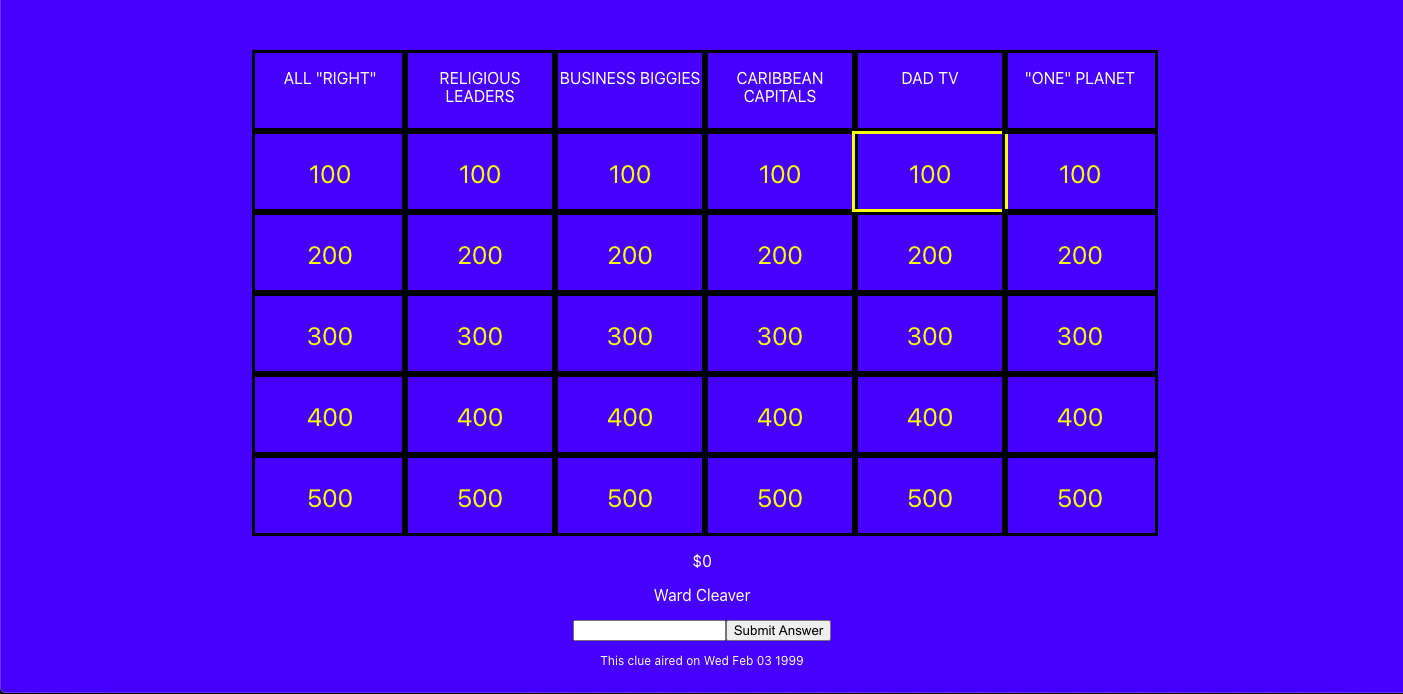 ALL "RIGHT"
RELIGIOUS
LEADERS
BUSINESS BIGGIES
CARIBBEAN
CAPITALS
DAD TV
"ONE" PLANET
100 100 100 100 100 100
200 200 200 200 200 200
300 300 300 300 300 300
400 400 400 400 400 400
500 500 500 500 500 500
$0
Ward Cleaver
Submit Answer
This clue aired on Wed Feb 03 1999